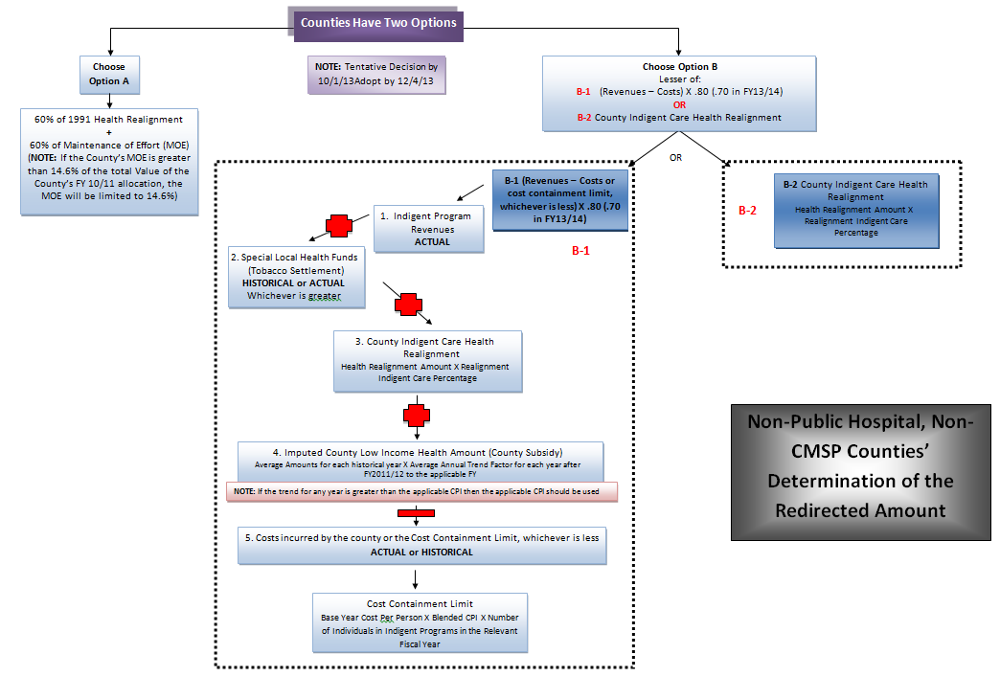 Counties Have Two Options
Choose
Option A
NOTE: Tentative Decision by
10/1/13Adopt by 12/4/13
Choose Option B
Lesser of:
B-1 (Revenues – Costs) X .80 (.70 in FY13/14)
OR
B-2 County Indigent Care Health Realignment
60% of 1991 Health Realignment
+
60% of Maintenance of Effort (MOE)
(NOTE: If the County's MOE is greater
than 14.6% of the total Value of the
County's FY 10/11 allocation, the
MOE will be limited to 14.6%)
OR
B-1 (Revenues – Costs or
cost containment limit,
whichever is less) X .80 (.70
in FY13/14)
B-1
1. Indigent Program
Revenues
ACTUAL
2. Special Local Health Funds
(Tobacco Settlement)
HISTORICAL or ACTUAL
Whichever is greater
3. County Indigent Care Health
Realignment
Health Realignment Amount X Realignment
Indigent Care Percentage
4. Imputed County Low Income Health Amount (County Subsidy)
Average Amounts for each historical year X Average Annual Trend Factor for each year after
FY2011/12 to the applicable FY
NOTE: If the trend for any year is greater than the applicable CPI then the applicable CPI should be used
5. Costs incurred by the county or the Cost Containment Limit, whichever is less
ACTUAL or HISTORICAL
Cost Containment Limit
Base Year Cost Per Person X Blended CPI X Number
of Individuals in Indigent Programs in the Relevant
Fiscal Year
B-2
B-2 County Indigent Care Health
Realignment
Health Realignment Amount X
Realignment Indigent Care
Percentage
Non-Public Hospital, Non-
CMSP Counties'
Determination of the
Redirected Amount